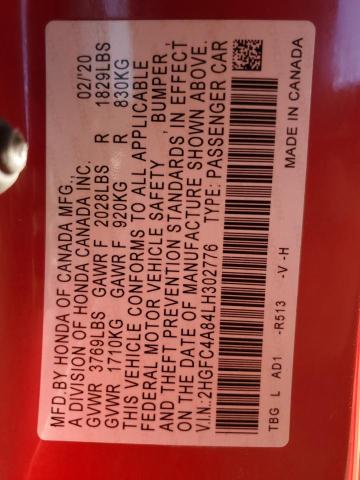 MFD.BY HONDA OF CANADA MFG., 02/'20
A DIVISION OF HONDA CANADA INC.
GVWR 3769LBS GAWR F 2028LBS R 1829LBS
GVWR 1710KG GAWR F 920KG R 830KG
THIS VEHICLE CONFORMS TO ALL APPLICABLE
FEDERAL MOTOR VEHICLE SAFETY , BUMPER ,
AND THEFT PREVENTION STANDARDS IN EFFECT
ON THE DATE OF MANUFACTURE SHOWN ABOVE.
V.I.N.:2HGFC4A84LH302776 TYPE: PASSENGER CAR
TBG L AD1 -R513 -V -H MADE IN CANADA